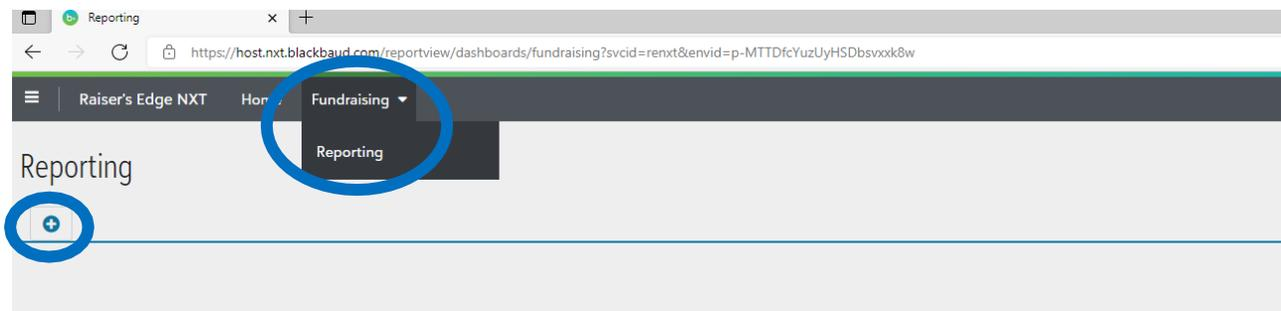 Reporting
https://host.nxt.blackbaud.com/reportview/dashboards/fundraising?svcid=renxt&envid=p-MTTDfcYuzUyHSDbsvxxk8w
Raiser's Edge NXT Fundraising
Reporting
Reporting